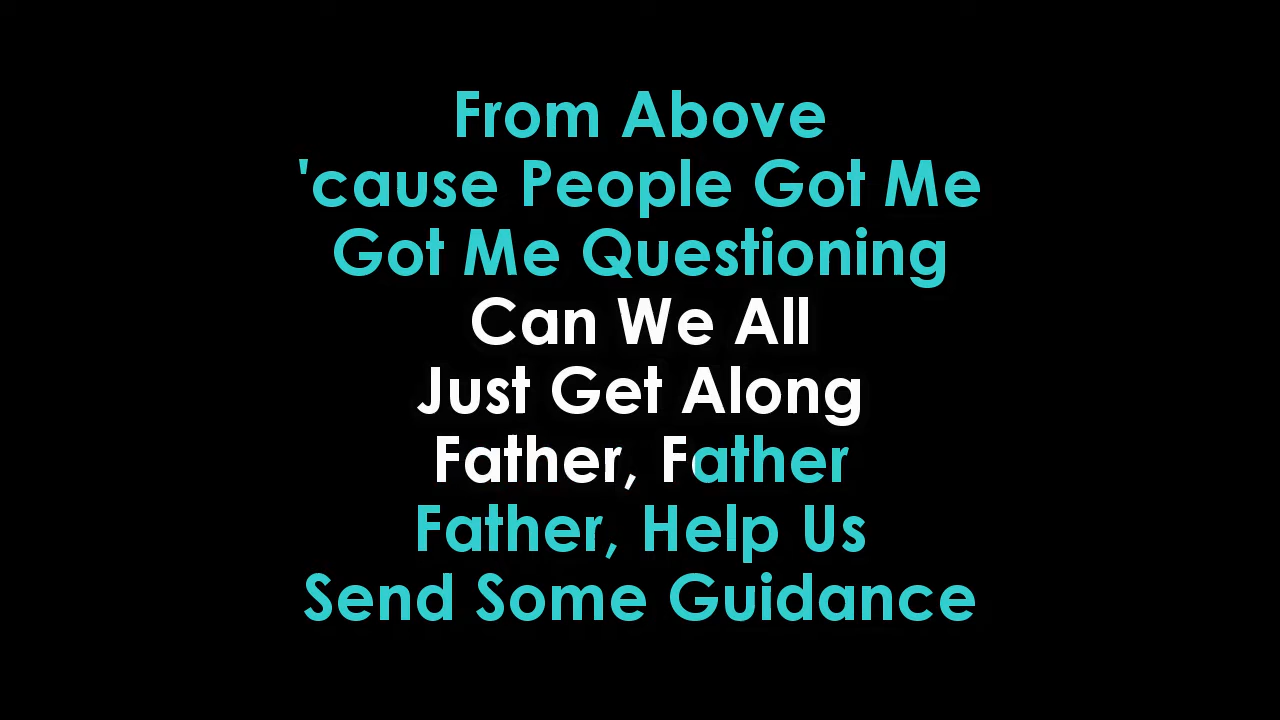 From Above
'cause People Got Me
Got Me Questioning
Can We All
Just Get Along
Father, Father
Father, Help Us
Send Some Guidance